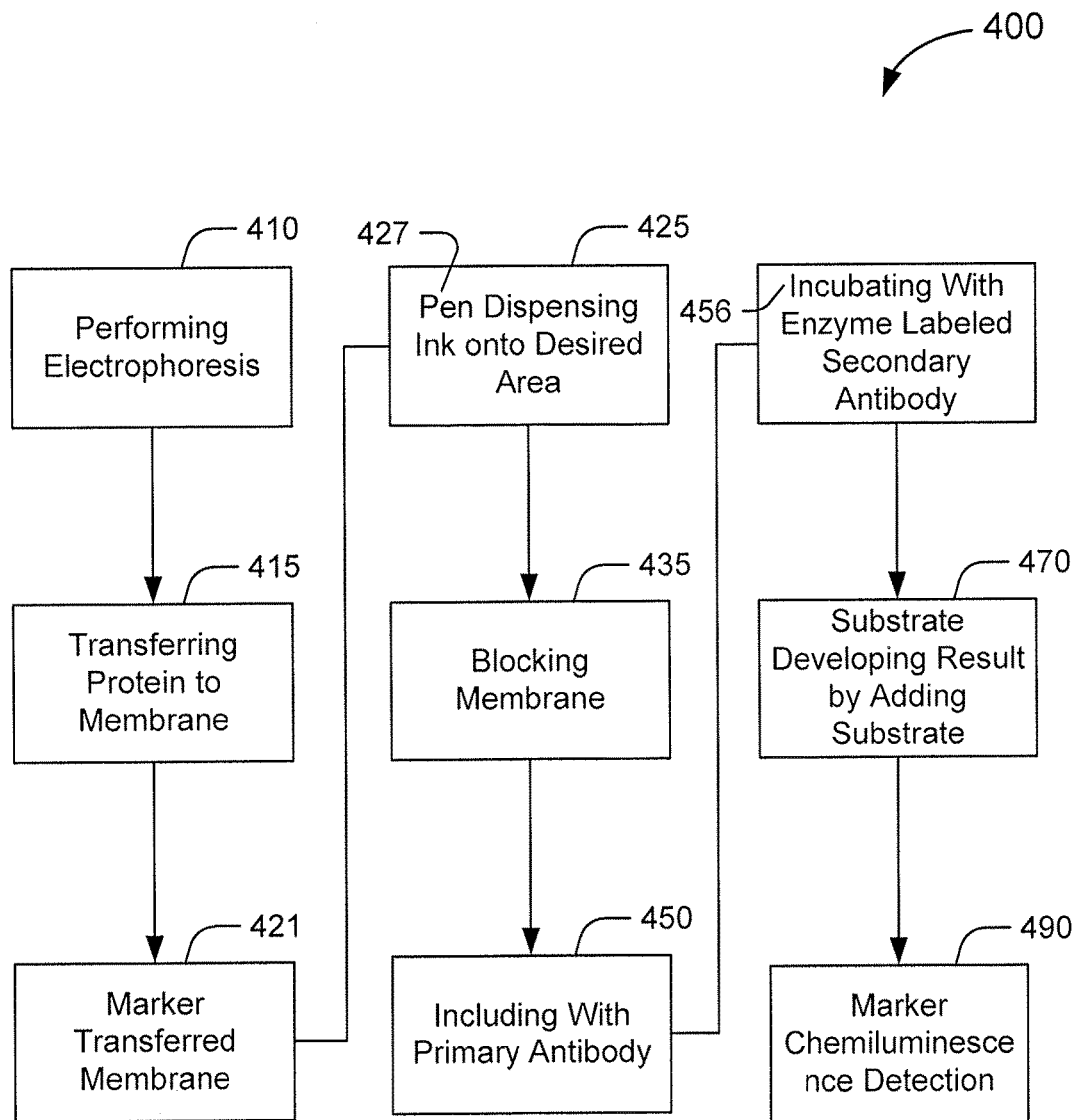 400
410
Performing
Electrophoresis
415
Transferring
Protein to
Membrane
421
Marker
Transferred
Membrane
427
425
Pen Dispensing
Ink onto Desired
Area
435
Blocking
Membrane
450
Including With
Primary Antibody
456
Incubating With
Enzyme Labeled
Secondary
Antibody
470
Substrate
Developing Result
by Adding
Substrate
490
Marker
Chemiluminesce
nce Detection